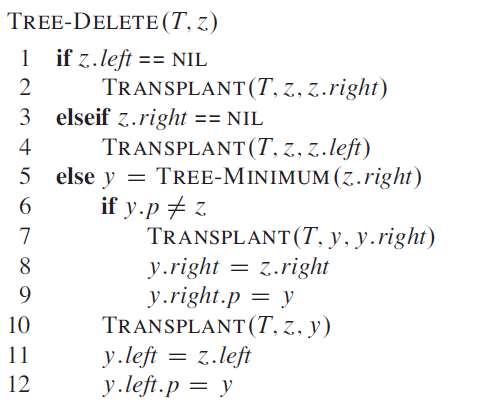 TREE-DELETE(T, z)
1 if z.left == NIL
2 TRANSPLANT(T, z, z.right)
3 elseif z.right == NIL
4 TRANSPLANT(T, z, z.left)
5 else y = TREE-MINIMUM(z.right)
6 if y.p ≠ z
7 TRANSPLANT(T, y, y.right)
8 y.right = z.right
9 y.right.p = y
10 TRANSPLANT(T, z, y)
11 y.left = z.left
12 y.left.p = y